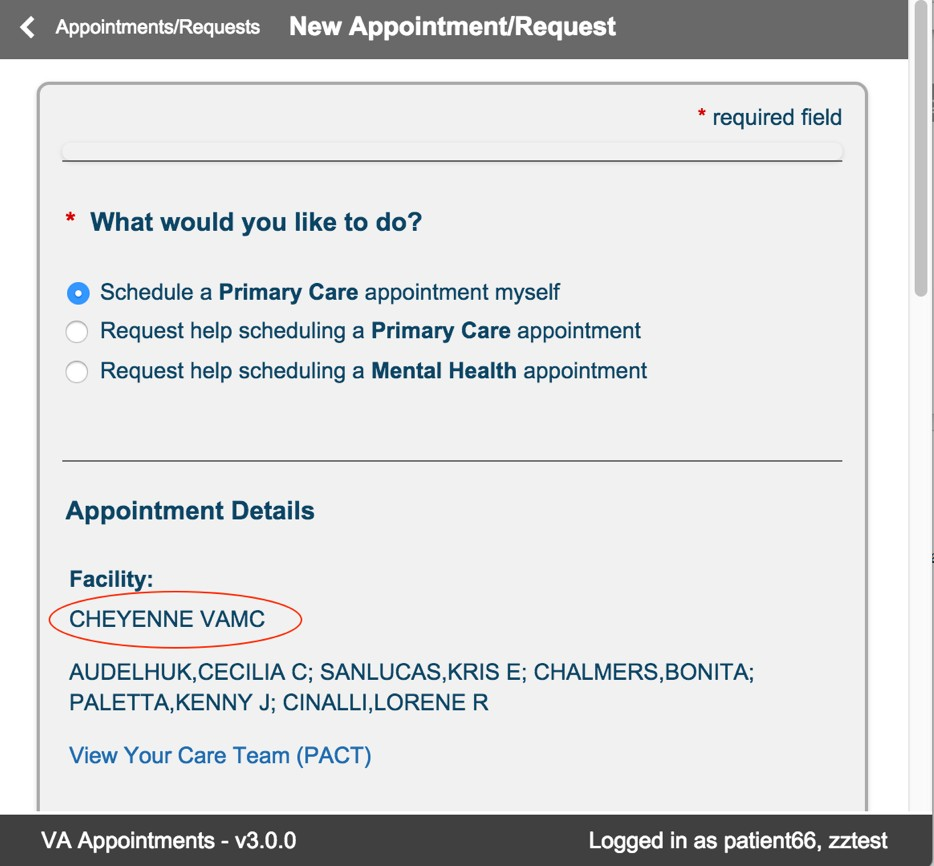 Appointments/Requests New Appointment/Request
* required field
* What would you like to do?
Schedule a Primary Care appointment myself
Request help scheduling a Primary Care appointment
Request help scheduling a Mental Health appointment
Appointment Details
Facility:
CHEYENNE VAMC
AUDELHUK,CECILIA C; SANLUCAS,KRIS E; CHALMERS,BONITA;
PALETTA,KENNY J; CINALLI,LORENE R
View Your Care Team (PACT)
VA Appointments - v3.0.0 Logged in as patient66, zztest